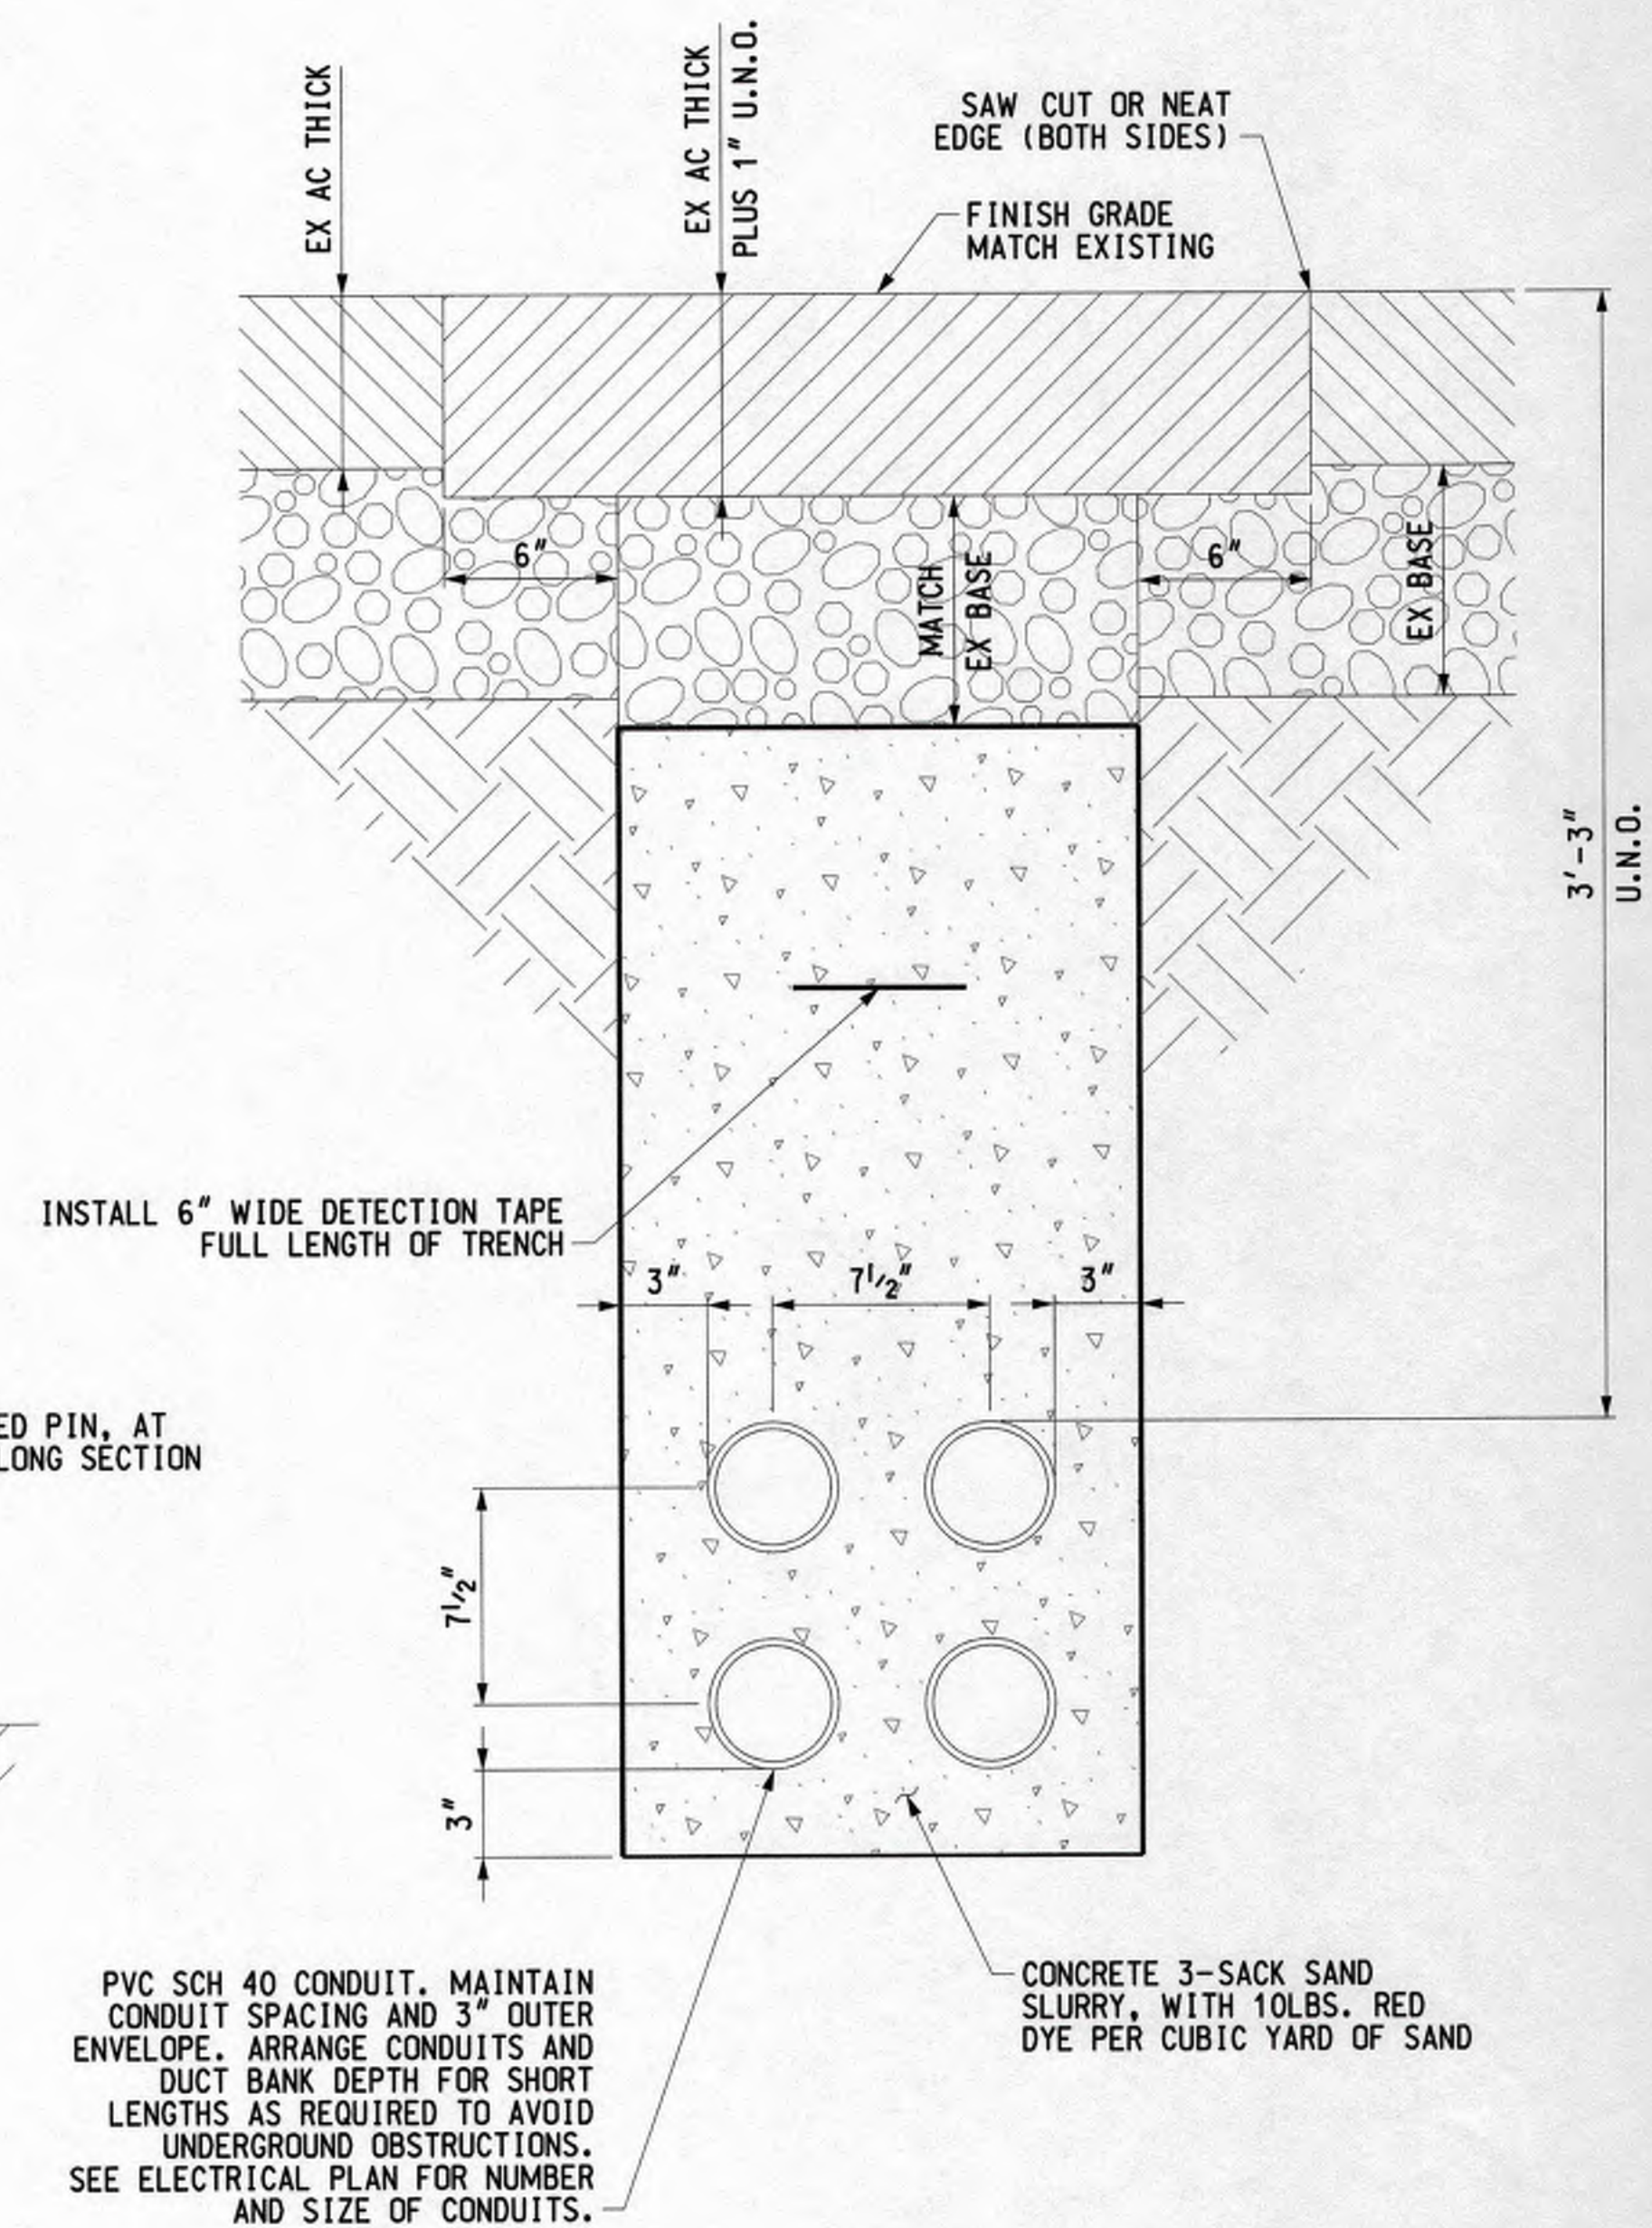 EX AC THICK
EX AC THICK
PLUS 1" U.N.O.
SAW CUT OR NEAT
EDGE (BOTH SIDES)
FINISH GRADE
MATCH EXISTING
6"
MATCH
EX BASE
6"
EX BASE
3'-3"
U.N.O.
INSTALL 6" WIDE DETECTION TAPE
FULL LENGTH OF TRENCH
3"
7 1/2"
3"
ED PIN, AT
LONG SECTION
7 1/2"
3"
PVC SCH 40 CONDUIT. MAINTAIN
CONDUIT SPACING AND 3" OUTER
ENVELOPE. ARRANGE CONDUITS AND
DUCT BANK DEPTH FOR SHORT
LENGTHS AS REQUIRED TO AVOID
UNDERGROUND OBSTRUCTIONS.
SEE ELECTRICAL PLAN FOR NUMBER
AND SIZE OF CONDUITS.
CONCRETE 3-SACK SAND
SLURRY, WITH 10LBS. RED
DYE PER CUBIC YARD OF SAND